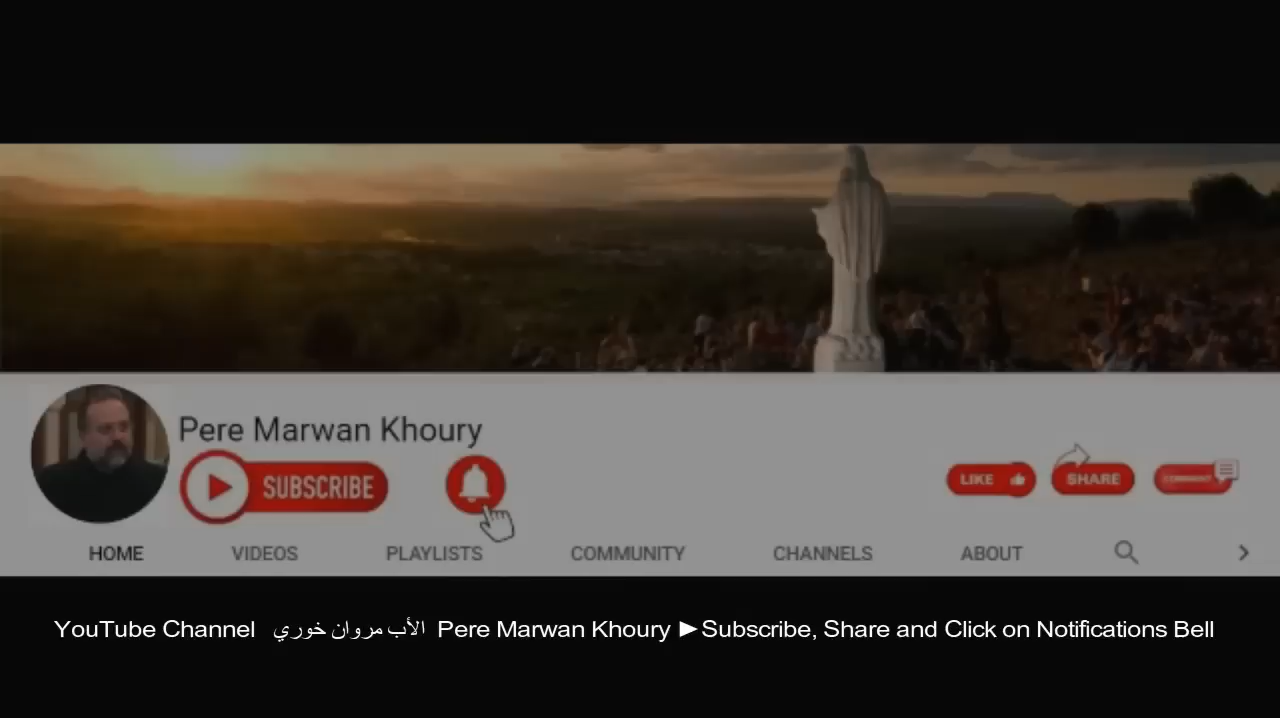 Pere Marwan Khoury
SUBSCRIBE
LIKE SHARE COMMENT
HOME VIDEOS PLAYLISTS COMMUNITY CHANNELS ABOUT
YouTube Channel الأب مروان خوري Pere Marwan Khoury ►Subscribe, Share and Click on Notifications Bell